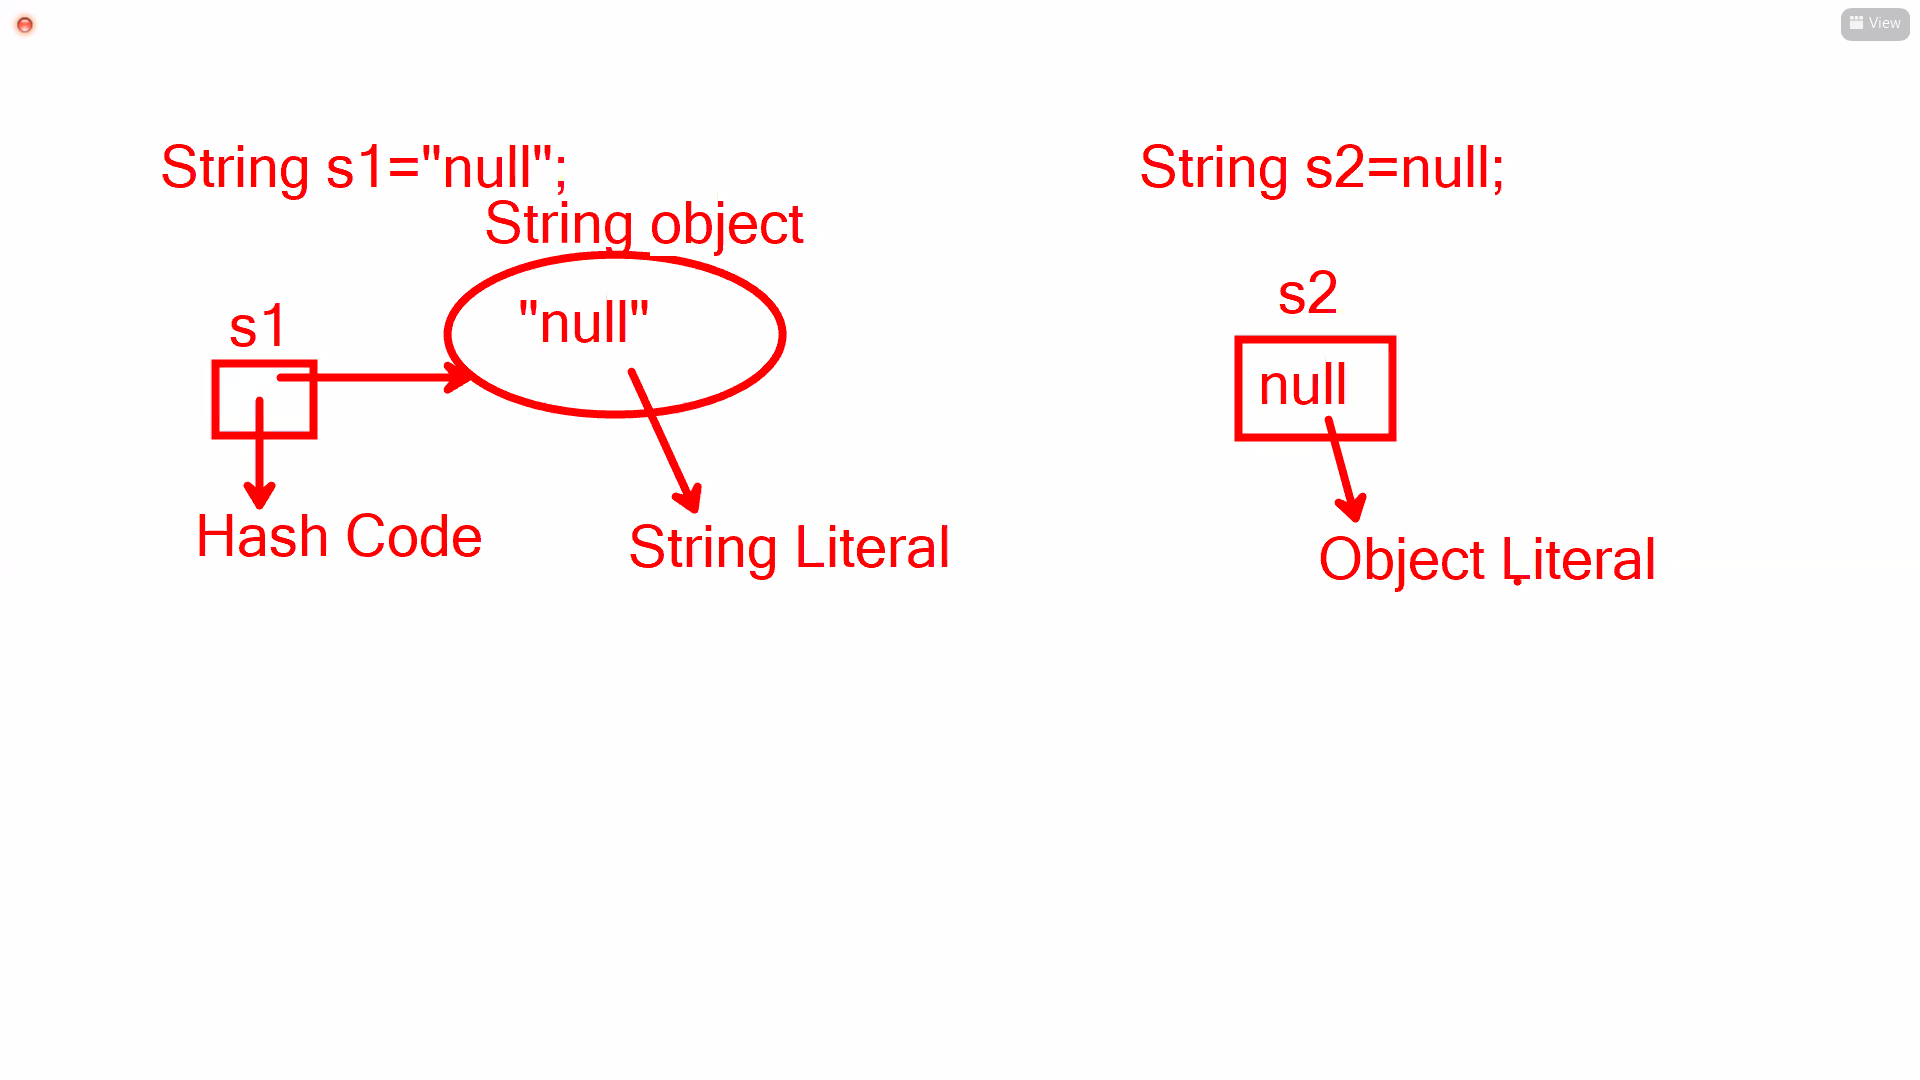 View
String s1="null";
String s2=null;
String object
"null"
s1
s2
null
Hash Code
String Literal
Object Literal